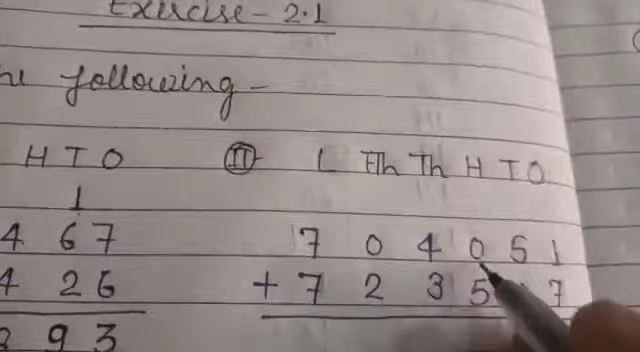 Exercise - 2.1
following -
H T O II L TTh Th H T O
1
4 6 7 7 0 4 0 5 1
4 2 6 + 7 2 3 5 7
9 3